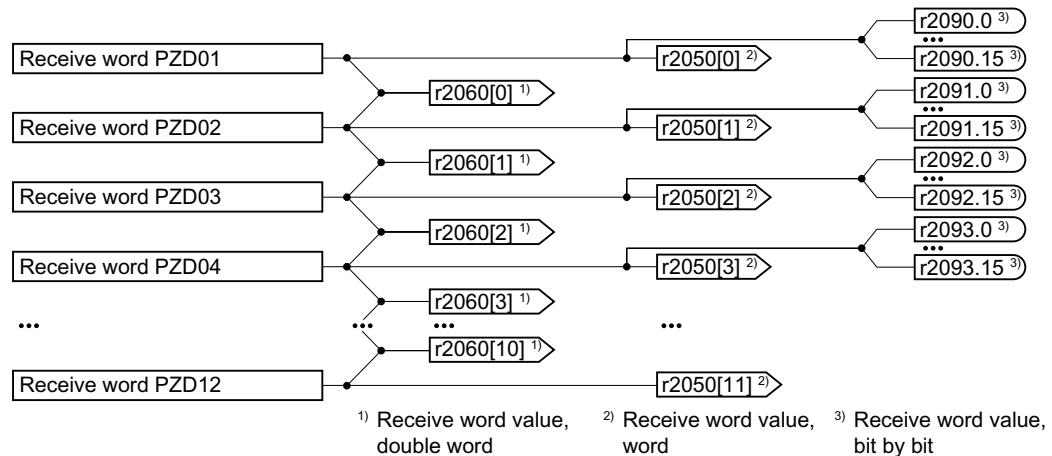 r2090.0 3)
...
Receive word PZD01
r2050[0] 2)
r2090.15 3)
r2060[0] 1)
r2091.0 3)
...
Receive word PZD02
r2050[1] 2)
r2091.15 3)
r2060[1] 1)
r2092.0 3)
...
Receive word PZD03
r2050[2] 2)
r2092.15 3)
r2060[2] 1)
r2093.0 3)
...
Receive word PZD04
r2050[3] 2)
r2093.15 3)
r2060[3] 1)
... ... ... ...
r2060[10] 1)
Receive word PZD12
r2050[11] 2)
1) Receive word value,
double word
2) Receive word value,
word
3) Receive word value,
bit by bit